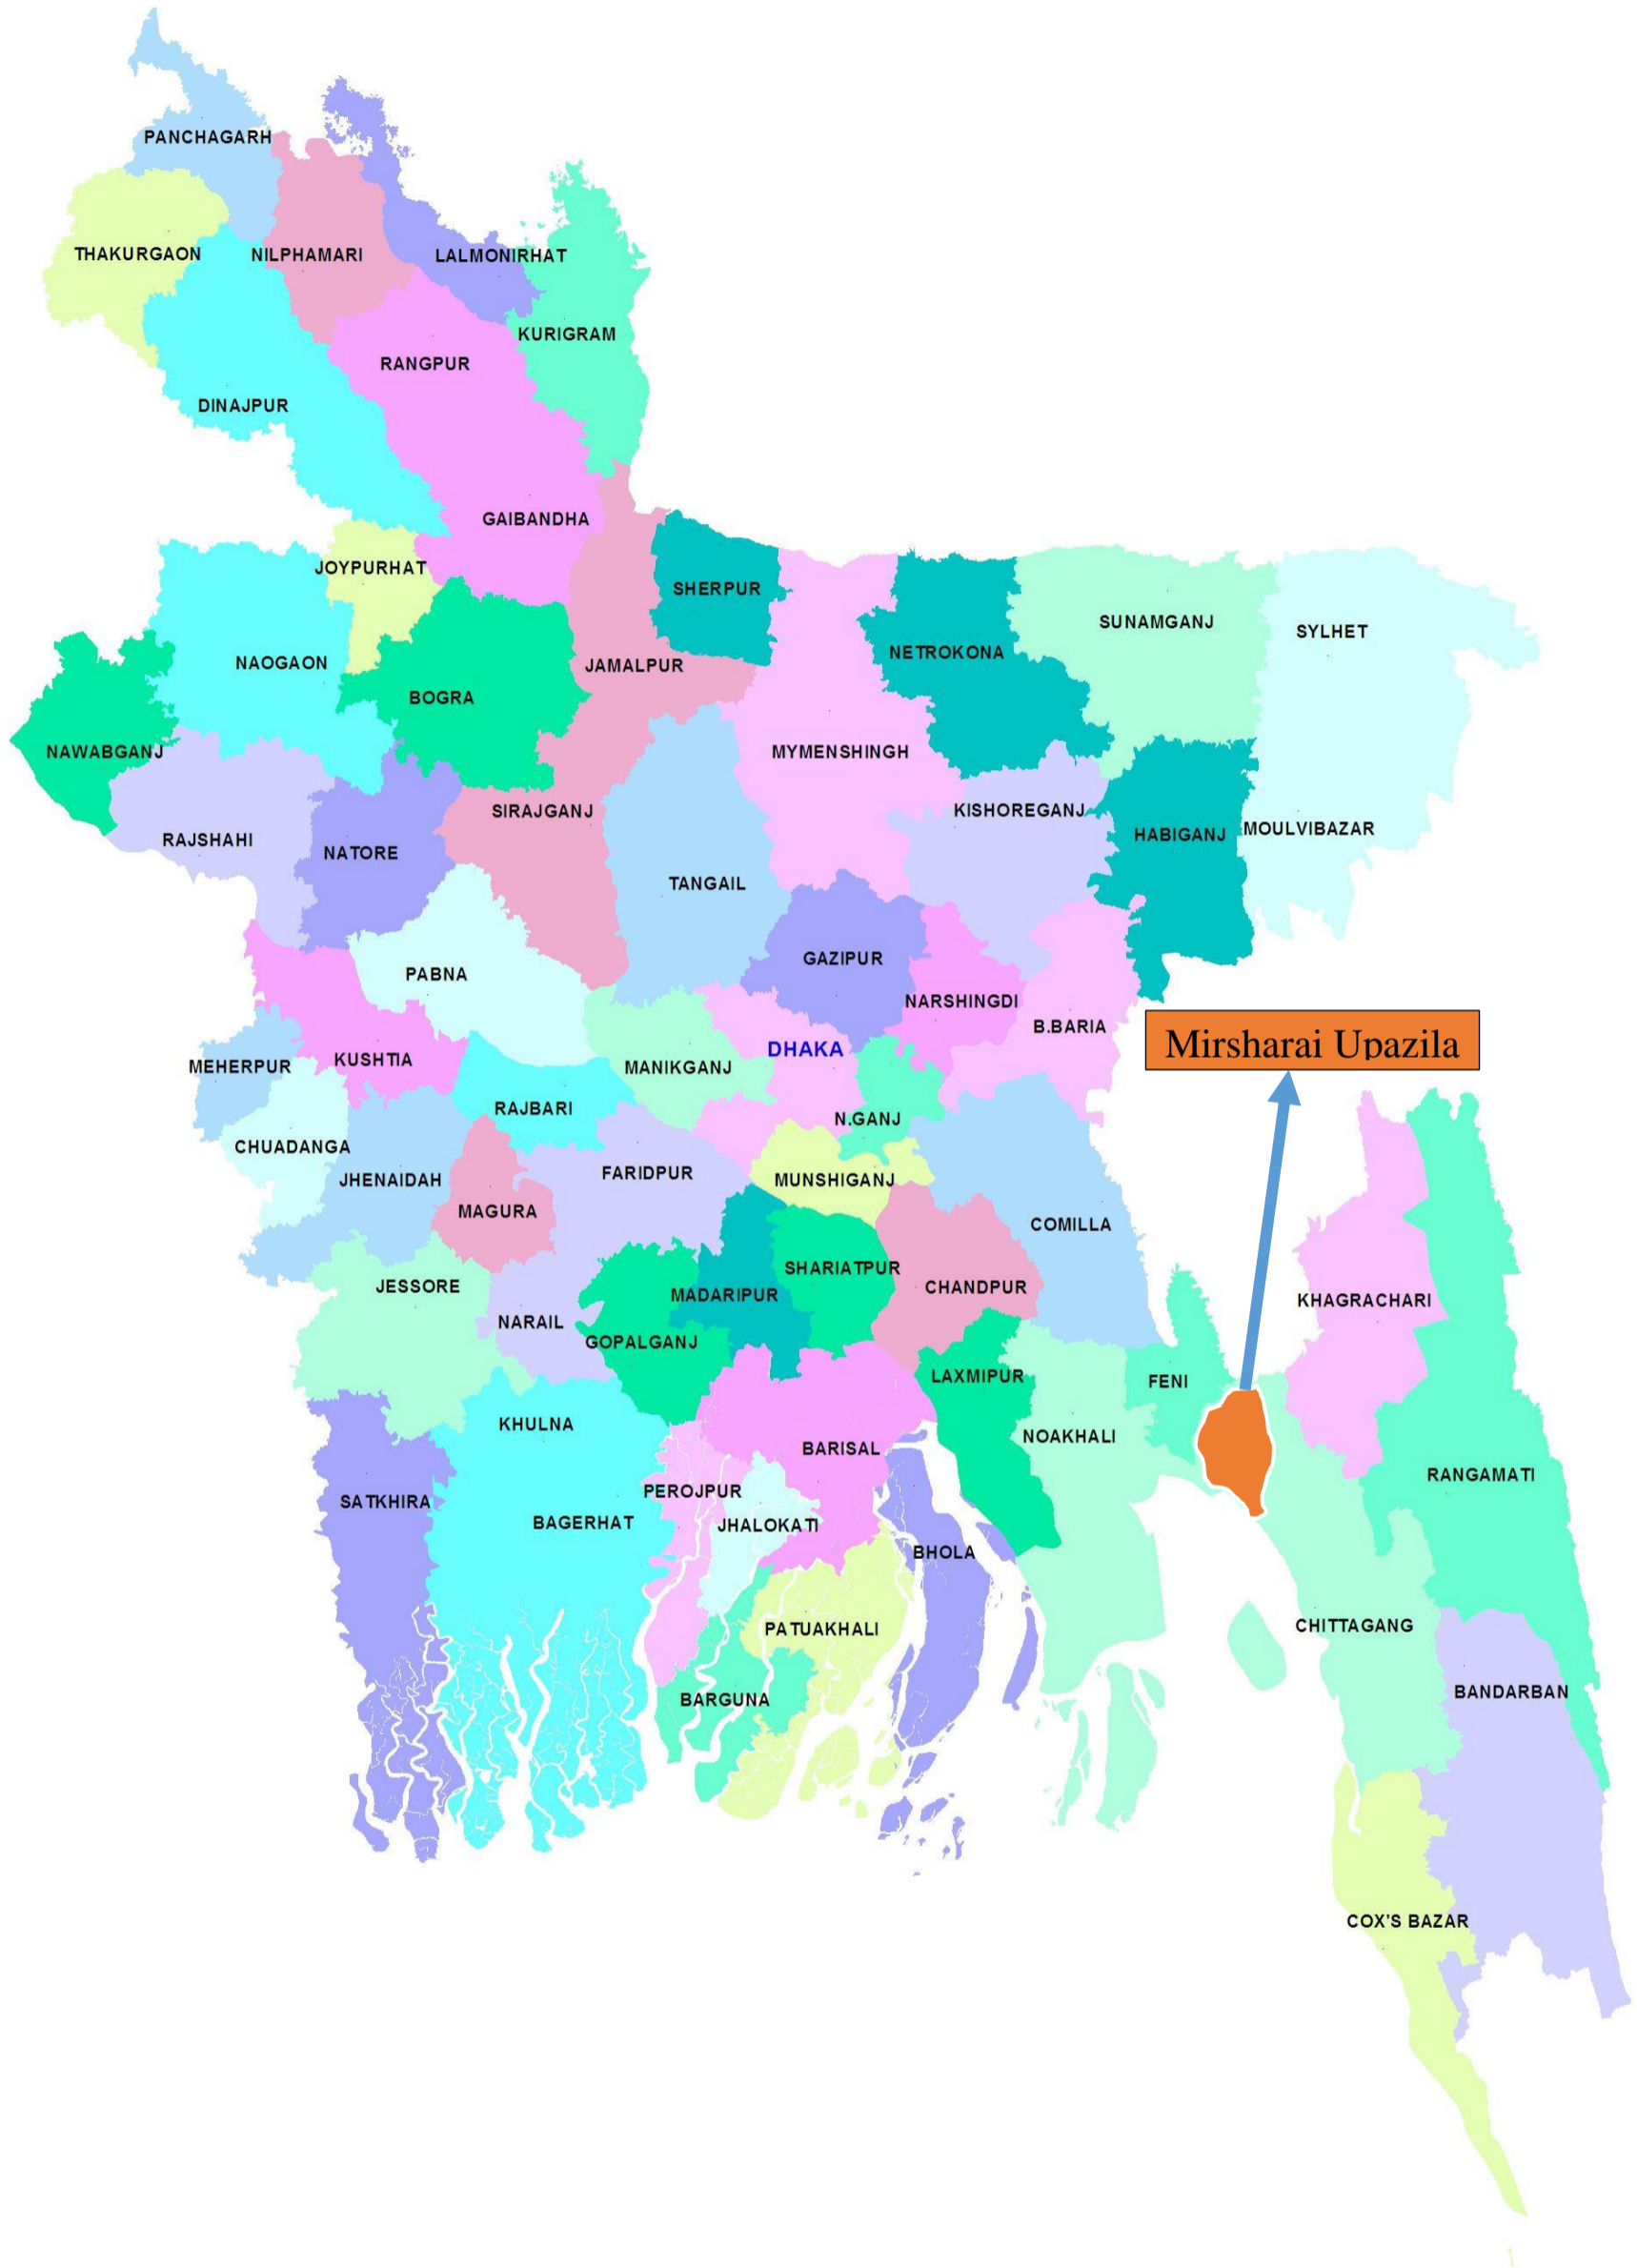 PANCHAGARH
THAKURGAON
NILPHAMARI
LALMONIRHAT
KURIGRAM
RANGPUR
DINAJPUR
GAIBANDHA
JOYPURHAT
SHERPUR
SUNAMGANJ
SYLHET
NETROKONA
NAOGAON
JAMALPUR
BOGRA
NAWABGANJ
MYMENSHINGH
SIRAJGANJ
KISHOREGANJ
RAJSHAHI
HABIGANJ
MOULVIBAZAR
NATORE
TANGAIL
GAZIPUR
PABNA
NARSHINGDI
B.BARIA
Mirsharai Upazila
DHAKA
MEHERPUR
KUSHTIA
MANIKGANJ
RAJBARI
N.GANJ
CHUADANGA
JHENAIDAH
FARIDPUR
MUNSHIGANJ
MAGURA
COMILLA
SHARIATPUR
JESSORE
MADARIPUR
CHANDPUR
KHAGRACHARI
NARAIL
GOPALGANJ
LAXMIPUR
FENI
KHULNA
NOAKHALI
BARISAL
RANGAMATI
PEROJPUR
SATKHIRA
BAGERHAT
JHALOKATI
BHOLA
PATUAKHALI
CHITTAGANG
BARGUNA
BANDARBAN
COX'S BAZAR